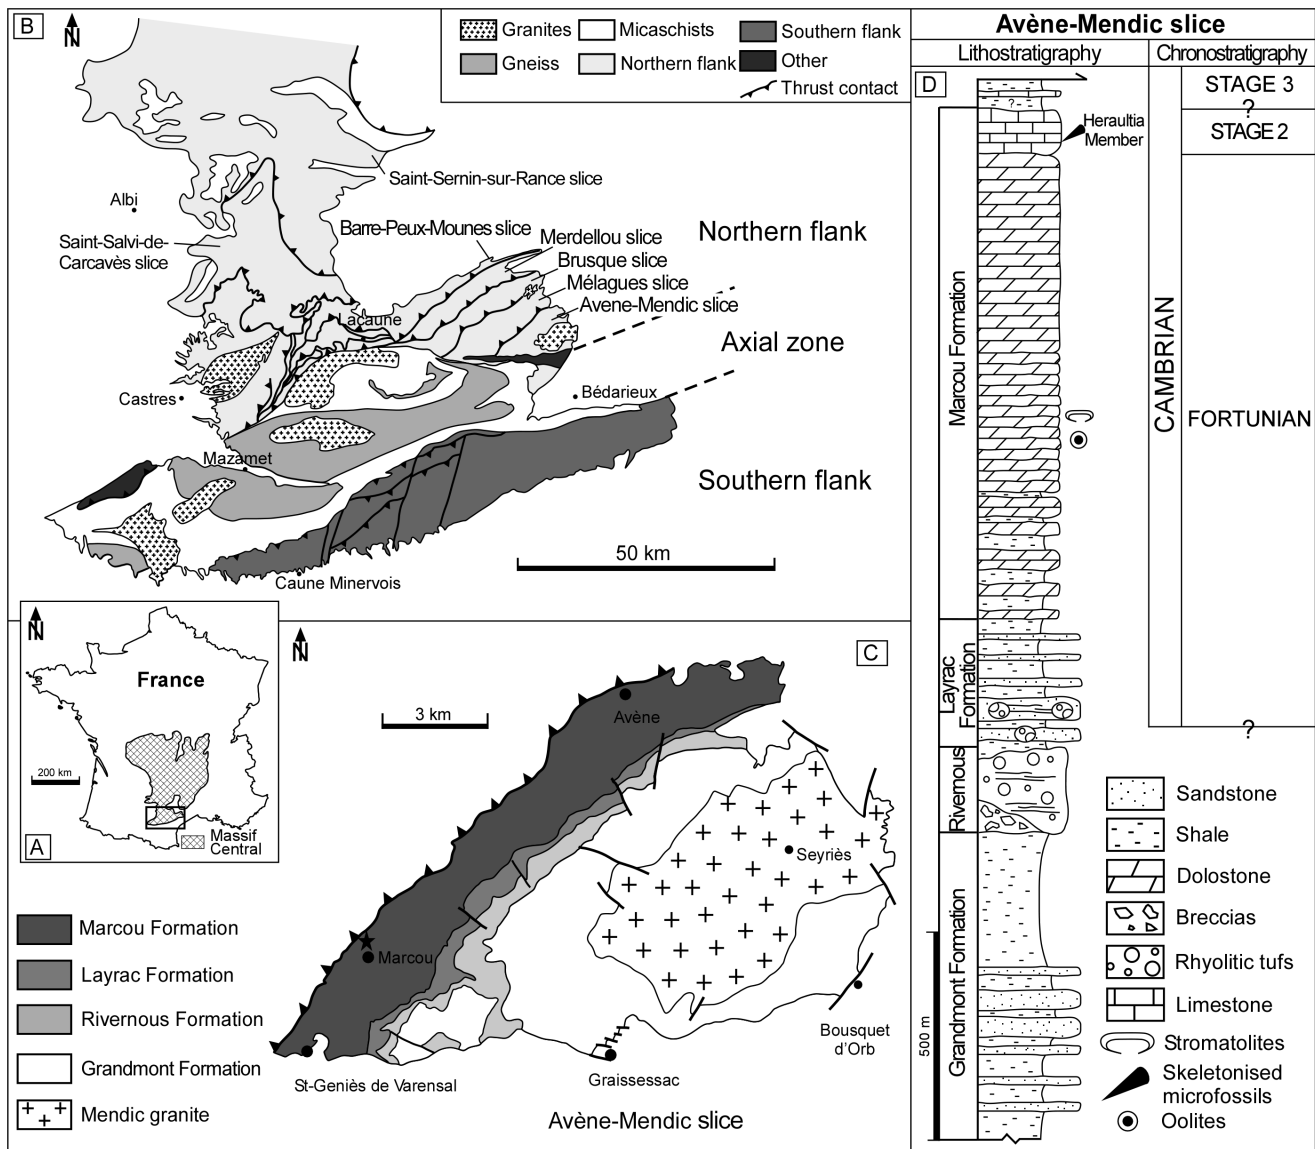 B
N
Granites
Micaschists
Southern flank
Gneiss
Northern flank
Other
Thrust contact
Saint-Sernin-sur-Rance slice
Albi
Barre-Peux-Mounes slice
Northern flank
Saint-Salvi-de-
Carcavès slice
Merdellou slice
Brusque slice
Mélagues slice
Avene-Mendic slice
Lacaune
Axial zone
Castres
Bédarieux
Mazamet
Southern flank
50 km
Caune Minervois
N
France
200 km
Massif
Central
A
N
C
3 km
Avène
Seyriès
Marcou
Bousquet
d'Orb
St-Geniès de Varensal
Graissessac
Avène-Mendic slice
Marcou Formation
Layrac Formation
Rivernous Formation
Grandmont Formation
Mendic granite
Avène-Mendic slice
Lithostratigraphy
Chronostratigraphy
D
STAGE 3
?
?
Heraultia
Member
STAGE 2
Marcou Formation
CAMBRIAN
FORTUNIAN
Layrac
Formation
?
Rivernous
Grandmont Formation
500 m
Sandstone
Shale
Dolostone
Breccias
Rhyolitic tufs
Limestone
Stromatolites
Skeletonised
microfossils
Oolites